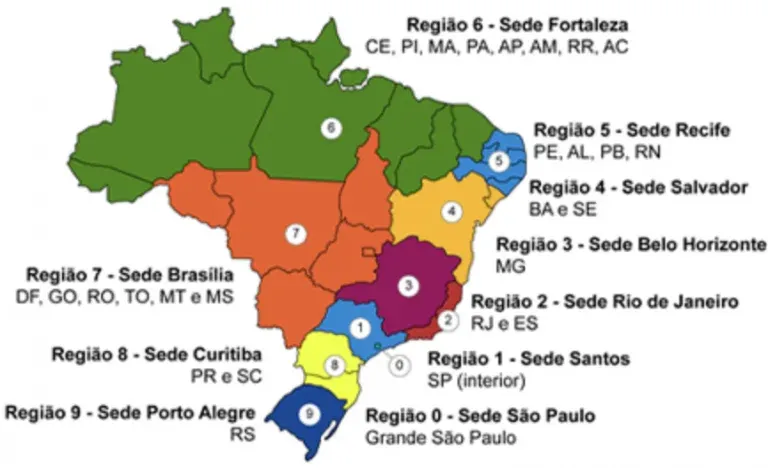 Região 6 - Sede Fortaleza
CE, PI, MA, PA, AP, AM, RR, AC
6
Região 5 - Sede Recife
PE, AL, PB, RN
5
Região 4 - Sede Salvador
BA e SE
4
Região 3 - Sede Belo Horizonte
MG
3
Região 7 - Sede Brasília
DF, GO, RO, TO, MT e MS
7
Região 2 - Sede Rio de Janeiro
RJ e ES
2
Região 8 - Sede Curitiba
PR e SC
8
1
Região 1 - Sede Santos
SP (interior)
0
Região 9 - Sede Porto Alegre
RS
9
Região 0 - Sede São Paulo
Grande São Paulo